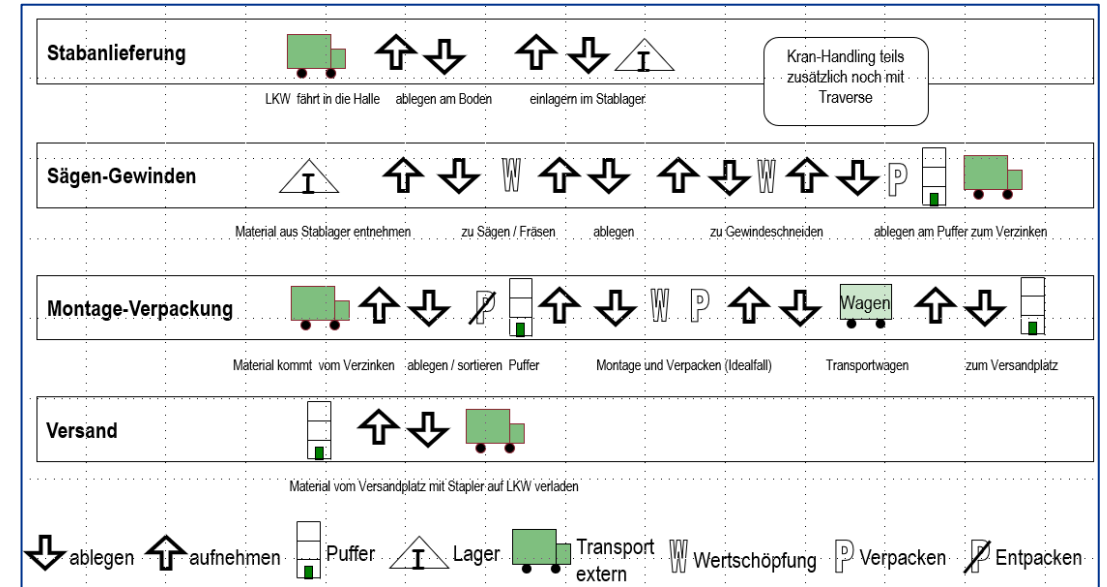 Stabanlieferung
I
Kran-Handling teils
zusätzlich noch mit
Traverse
LKW fährt in die Halle ablegen am Boden einlagern im Stablager
Sägen-Gewinden
I W W P
Material aus Stablager entnehmen zu Sägen / Fräsen ablegen zu Gewindeschneiden ablegen am Puffer zum Verzinken
Montage-Verpackung
P W P Wagen
Material kommt vom Verzinken ablegen / sortieren Puffer Montage und Verpacken (Idealfall) Transportwagen zum Versandplatz
Versand
Material vom Versandplatz mit Stapler auf LKW verladen
ablegen aufnehmen Puffer I Lager Transport extern W Wertschöpfung P Verpacken P Entpacken